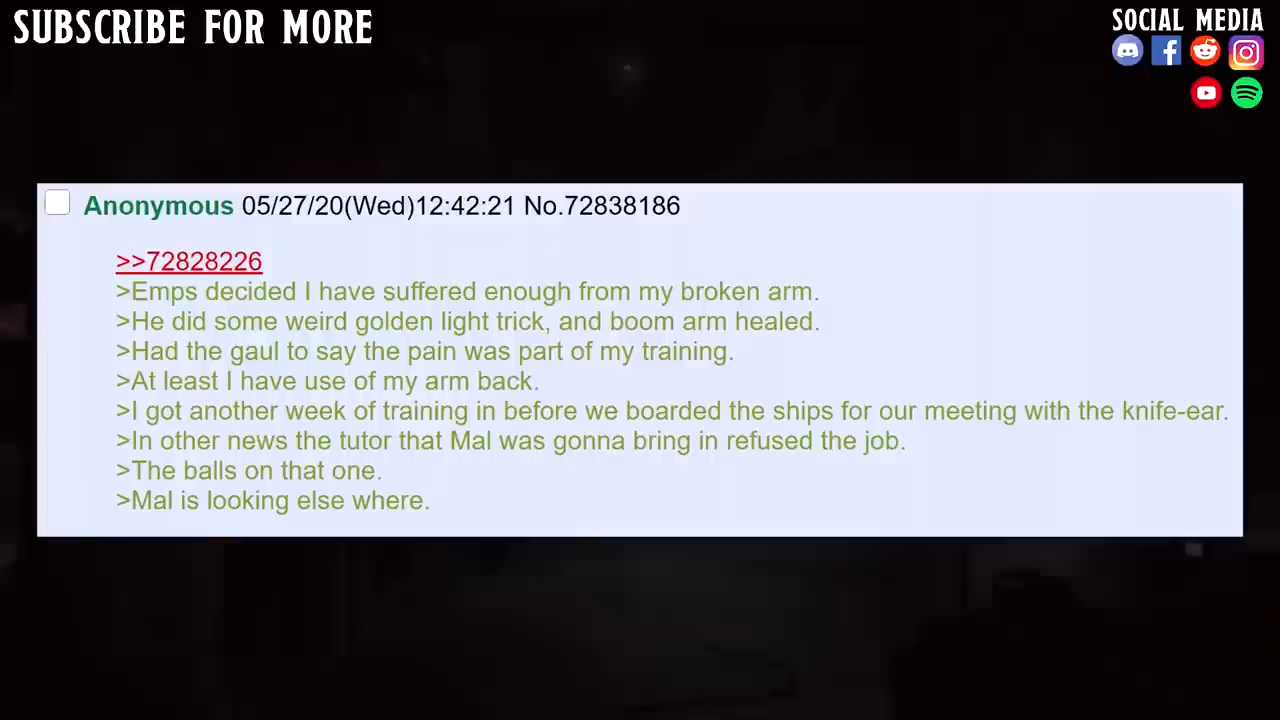 SUBSCRIBE FOR MORE
SOCIAL MEDIA
Anonymous 05/27/20(Wed)12:42:21 No.72838186
>>72828226
>Emps decided I have suffered enough from my broken arm.
>He did some weird golden light trick, and boom arm healed.
>Had the gaul to say the pain was part of my training.
>At least I have use of my arm back.
>I got another week of training in before we boarded the ships for our meeting with the knife-ear.
>In other news the tutor that Mal was gonna bring in refused the job.
>The balls on that one.
>Mal is looking else where.